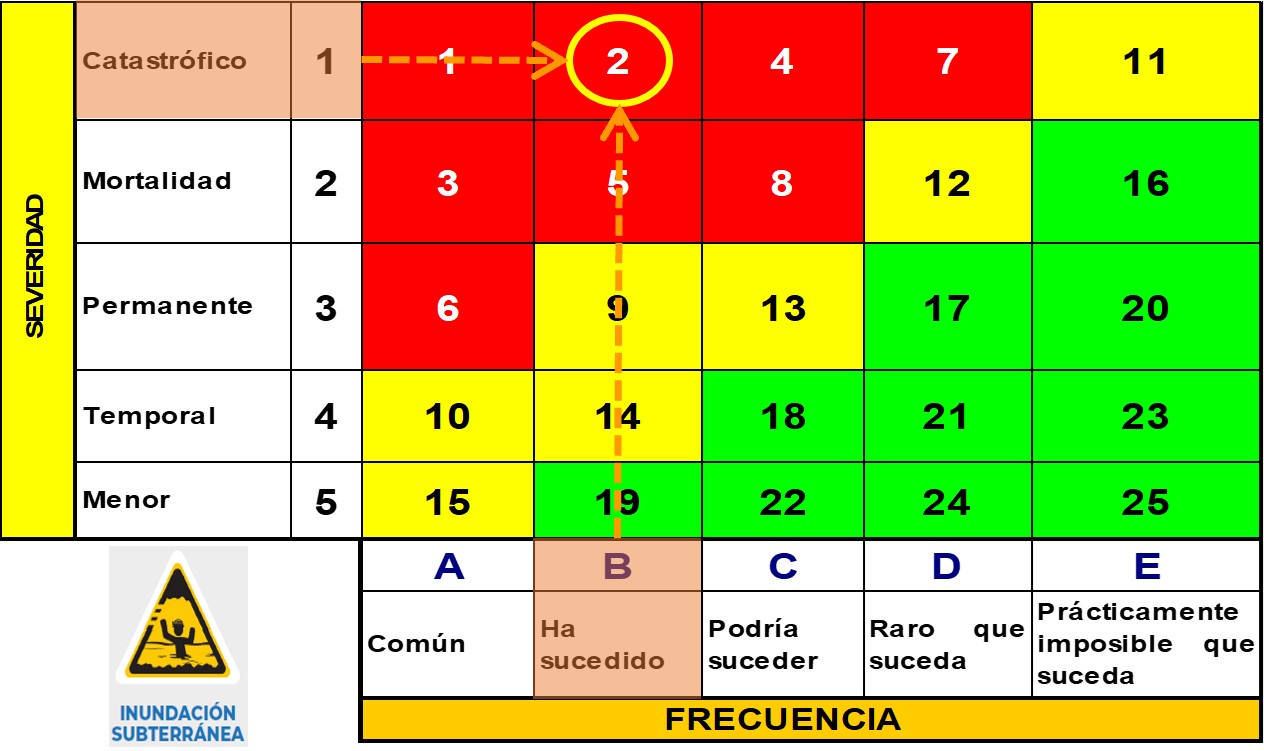 SEVERIDAD
Catastrófico 1 1 2 4 7 11
Mortalidad 2 3 5 8 12 16
Permanente 3 6 9 13 17 20
Temporal 4 10 14 18 21 23
Menor 5 15 19 22 24 25
A B C D E
Común
Ha
sucedido
Podría
suceder
Raro que
suceda
Prácticamente
imposible que
suceda
FRECUENCIA
INUNDACIÓN
SUBTERRÁNEA